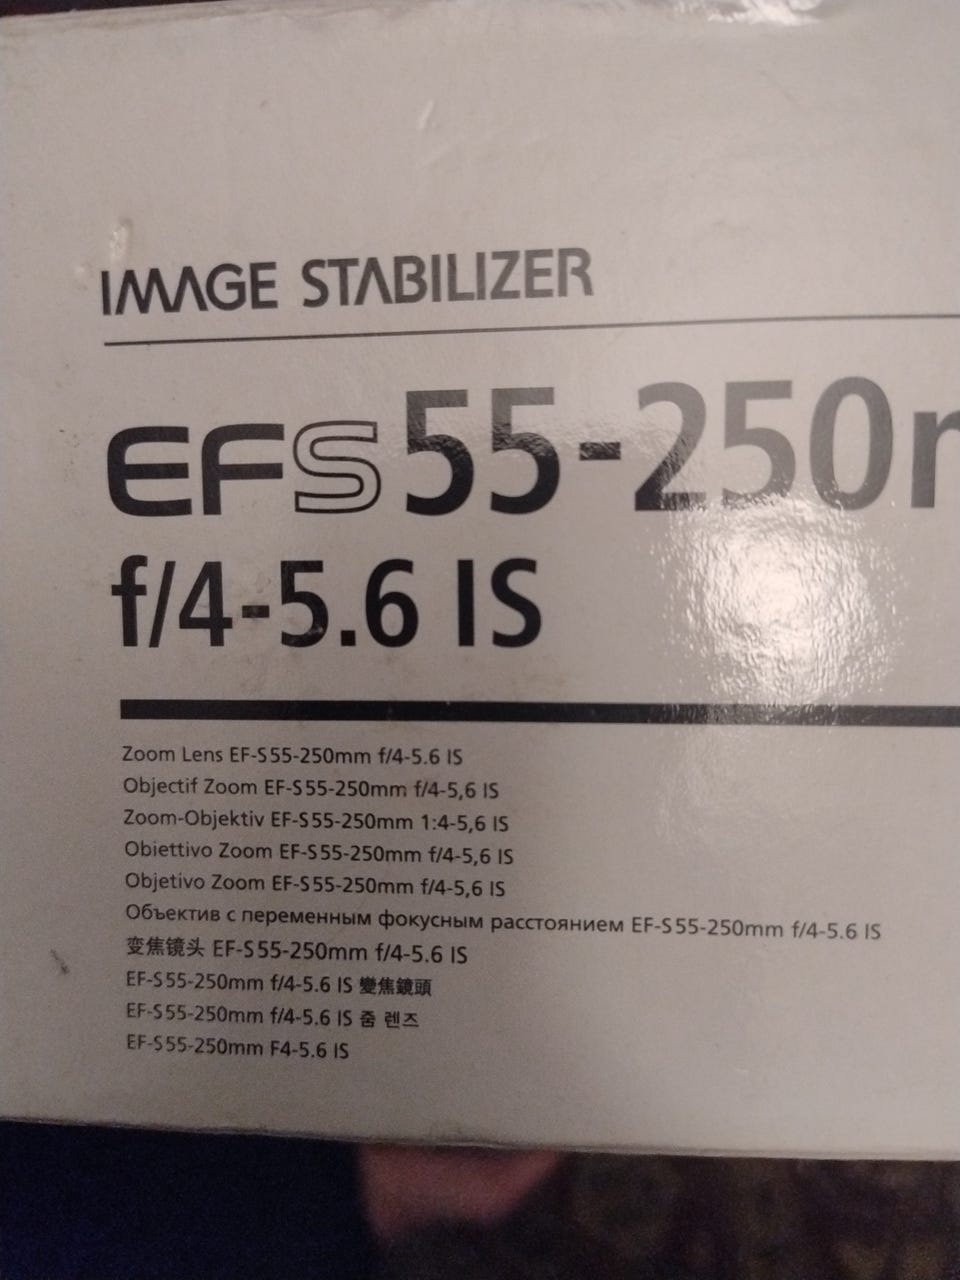 IMAGE STABILIZER
EFS 55-250m
f/4-5.6 IS
Zoom Lens EF-S55-250mm f/4-5.6 IS
Objectif Zoom EF-S55-250mm f/4-5,6 IS
Zoom-Objektiv EF-S55-250mm 1:4-5,6 IS
Obiettivo Zoom EF-S55-250mm f/4-5,6 IS
Objetivo Zoom EF-S55-250mm f/4-5,6 IS
Объектив с переменным фокусным расстоянием EF-S55-250mm f/4-5.6 IS
变焦镜头 EF-S55-250mm f/4-5.6 IS
EF-S55-250mm f/4-5.6 IS 變焦鏡頭
EF-S55-250mm f/4-5.6 IS 줌 렌즈
EF-S55-250mm F4-5.6 IS